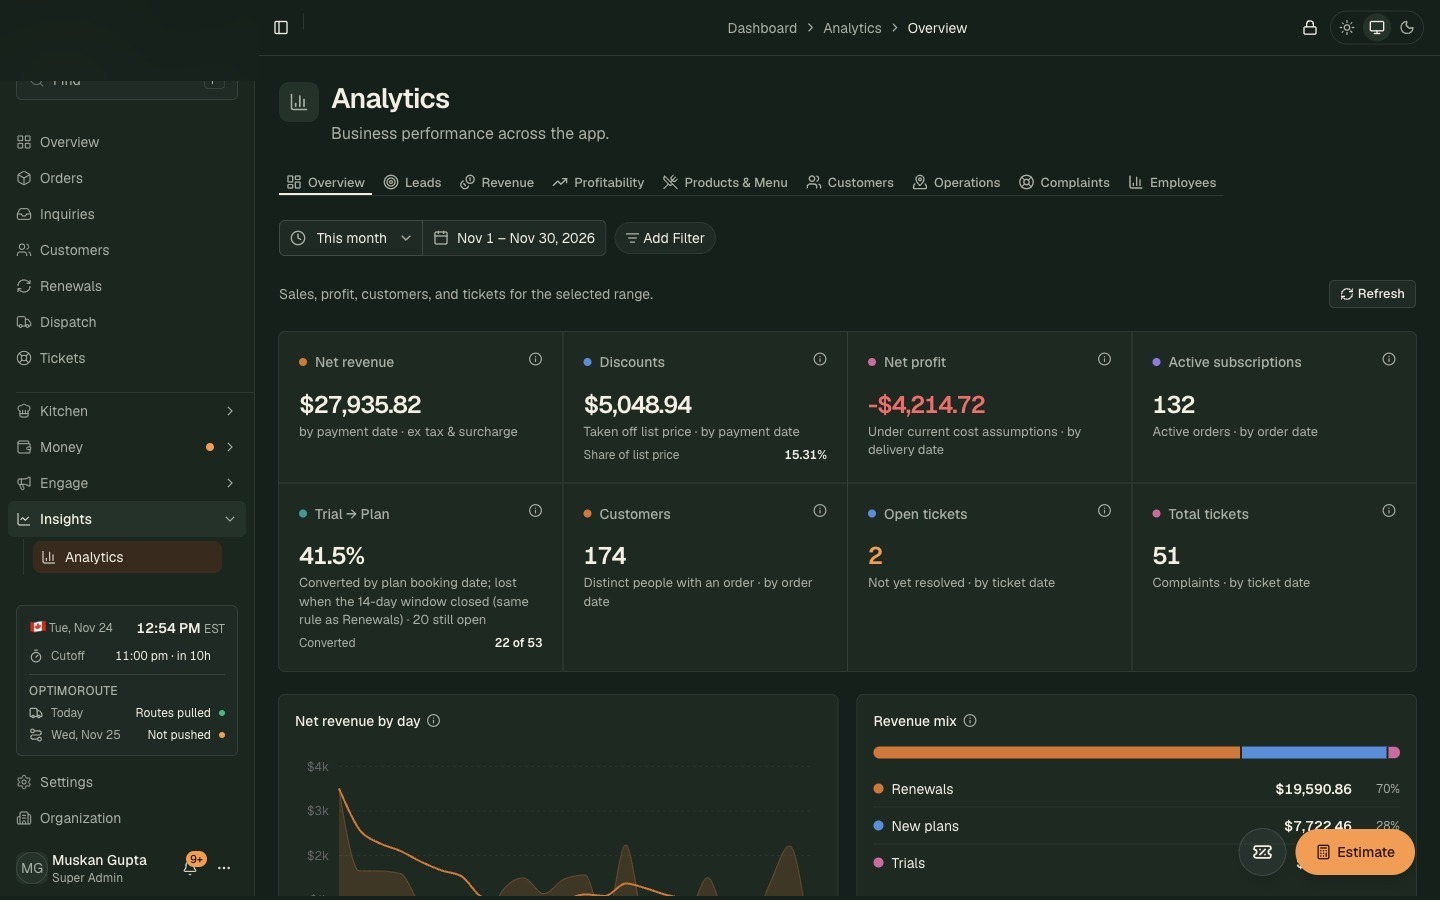 Dashboard > Analytics > Overview
Find
Overview
Orders
Inquiries
Customers
Renewals
Dispatch
Tickets
Kitchen
Money
Engage
Insights
Analytics
Tue, Nov 24 12:54 PM EST
Cutoff 11:00 pm · in 10h
OPTIMOROUTE
Today Routes pulled
Wed, Nov 25 Not pushed
Settings
Organization
MG Muskan Gupta 9+
Super Admin
Analytics
Business performance across the app.
Overview Leads Revenue Profitability Products & Menu Customers Operations Complaints Employees
This month Nov 1 – Nov 30, 2026 Add Filter
Sales, profit, customers, and tickets for the selected range. Refresh
Net revenue
$27,935.82
by payment date · ex tax & surcharge
Discounts
$5,048.94
Taken off list price · by payment date
Share of list price 15.31%
Net profit
-$4,214.72
Under current cost assumptions · by
delivery date
Active subscriptions
132
Active orders · by order date
Trial → Plan
41.5%
Converted by plan booking date; lost
when the 14-day window closed (same
rule as Renewals) · 20 still open
Converted 22 of 53
Customers
174
Distinct people with an order · by order
date
Open tickets
2
Not yet resolved · by ticket date
Total tickets
51
Complaints · by ticket date
Net revenue by day
$4k
$3k
$2k
Revenue mix
Renewals $19,590.86 70%
New plans $7,722.46 28%
Trials
Estimate